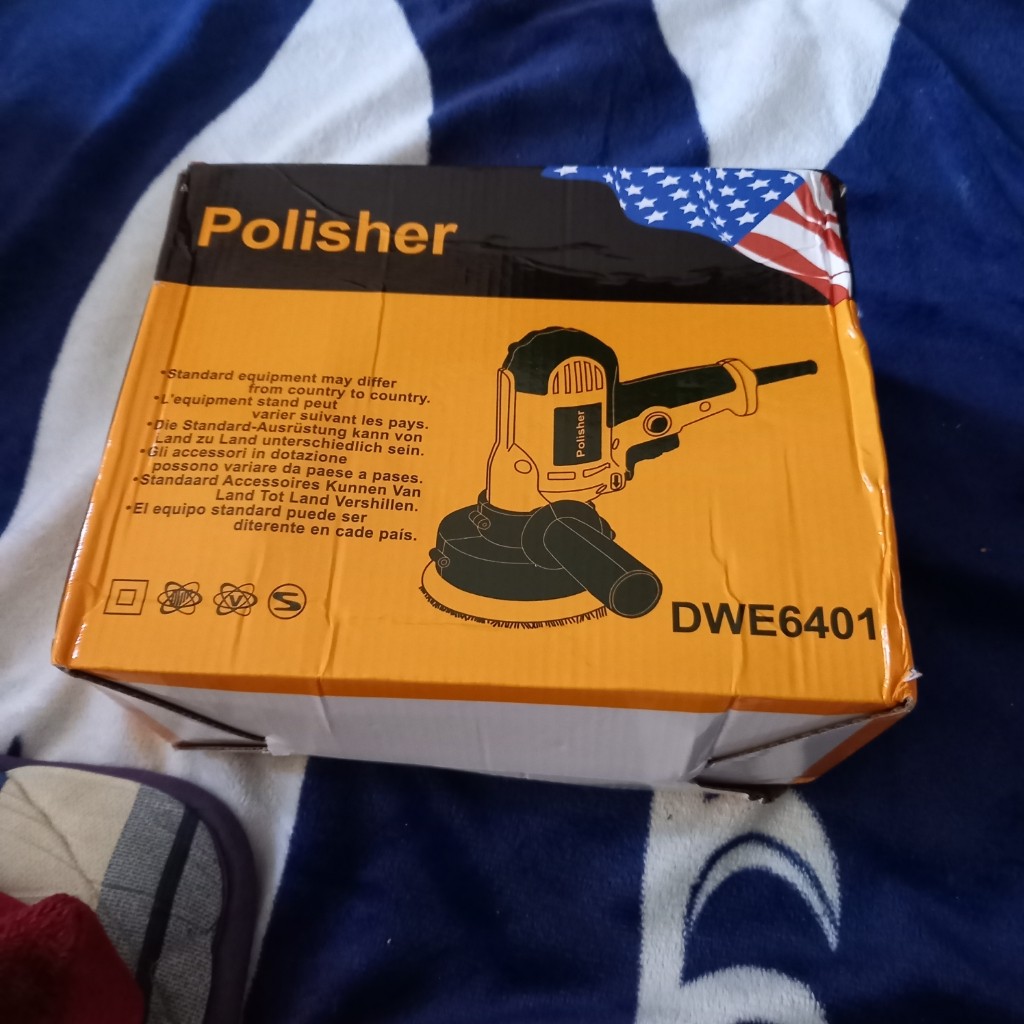 Polisher
•Standard equipment may differ
from country to country.
•L'equipment stand peut
varier suivant les pays.
•Die Standard-Ausrüstung kann von
Land zu Land unterschiedlich sein.
•Gli accessori in dotazione
possono variare da paese a pases.
•Standaard Accessoires Kunnen Van
Land Tot Land Vershillen.
•El equipo standard puede ser
diterente en cade país.
Polisher
V
S
DWE6401